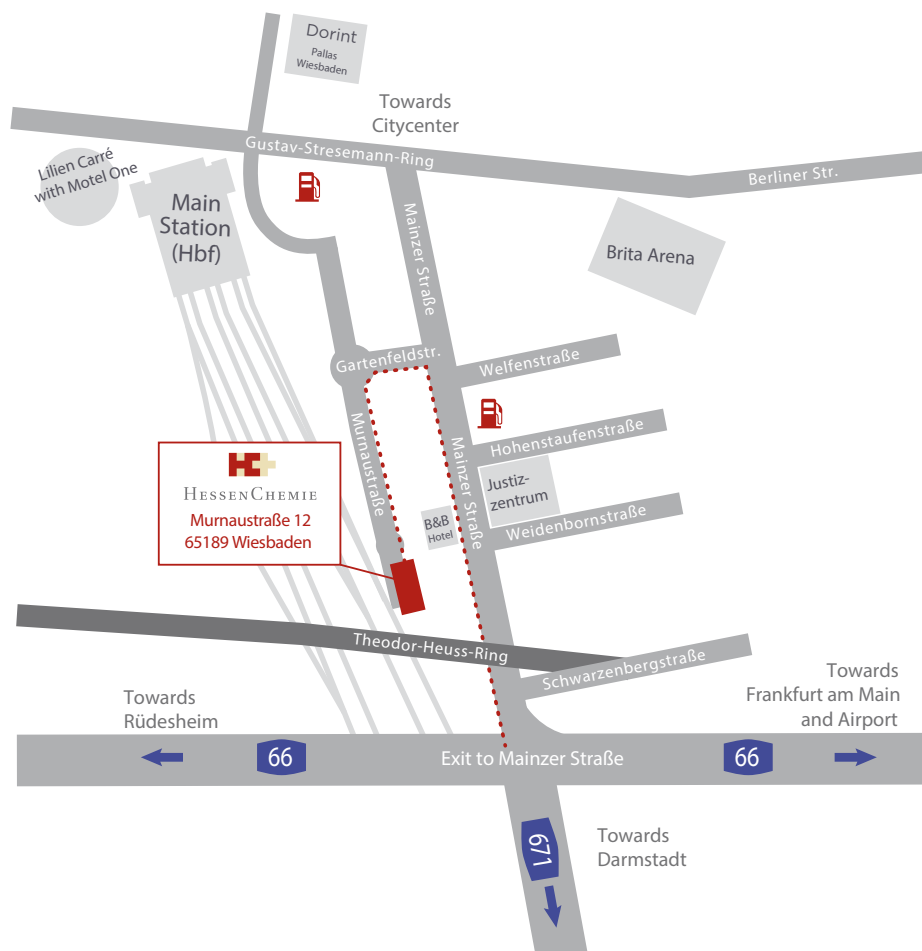 Dorint
Pallas
Wiesbaden
Towards
Citycenter
Gustav-Stresemann-Ring
Berliner Str.
Lilien Carré
with Motel One
Main
Station
(Hbf)
Mainzer Straße
Brita Arena
Gartenfeldstr.
Welfenstraße
Murnaustraße
Mainzer Straße
Hohenstaufenstraße
HESSENCHEMIE
Murnaustraße 12
65189 Wiesbaden
Justiz-
zentrum
B&B
Hotel
Weidenbornstraße
Theodor-Heuss-Ring
Schwarzenbergstraße
Towards
Rüdesheim
Towards
Frankfurt am Main
and Airport
66
Exit to Mainzer Straße
66
671
Towards
Darmstadt